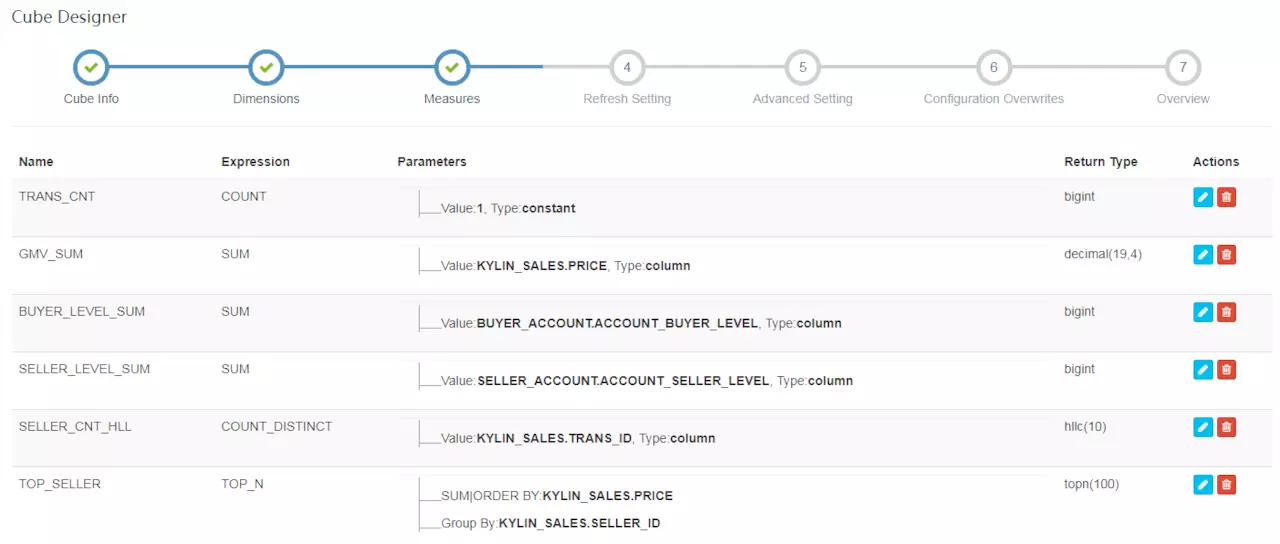 Cube Designer
4 5 6 7
Cube Info Dimensions Measures Refresh Setting Advanced Setting Configuration Overwrites Overview
Name Expression Parameters Return Type Actions
TRANS_CNT COUNT bigint
Value:1, Type:constant
GMV_SUM SUM decimal(19,4)
Value:KYLIN_SALES.PRICE, Type:column
BUYER_LEVEL_SUM SUM bigint
Value:BUYER_ACCOUNT.ACCOUNT_BUYER_LEVEL, Type:column
SELLER_LEVEL_SUM SUM bigint
Value:SELLER_ACCOUNT.ACCOUNT_SELLER_LEVEL, Type:column
SELLER_CNT_HLL COUNT_DISTINCT hllc(10)
Value:KYLIN_SALES.TRANS_ID, Type:column
TOP_SELLER TOP_N topn(100)
SUM|ORDER BY:KYLIN_SALES.PRICE
Group By:KYLIN_SALES.SELLER_ID